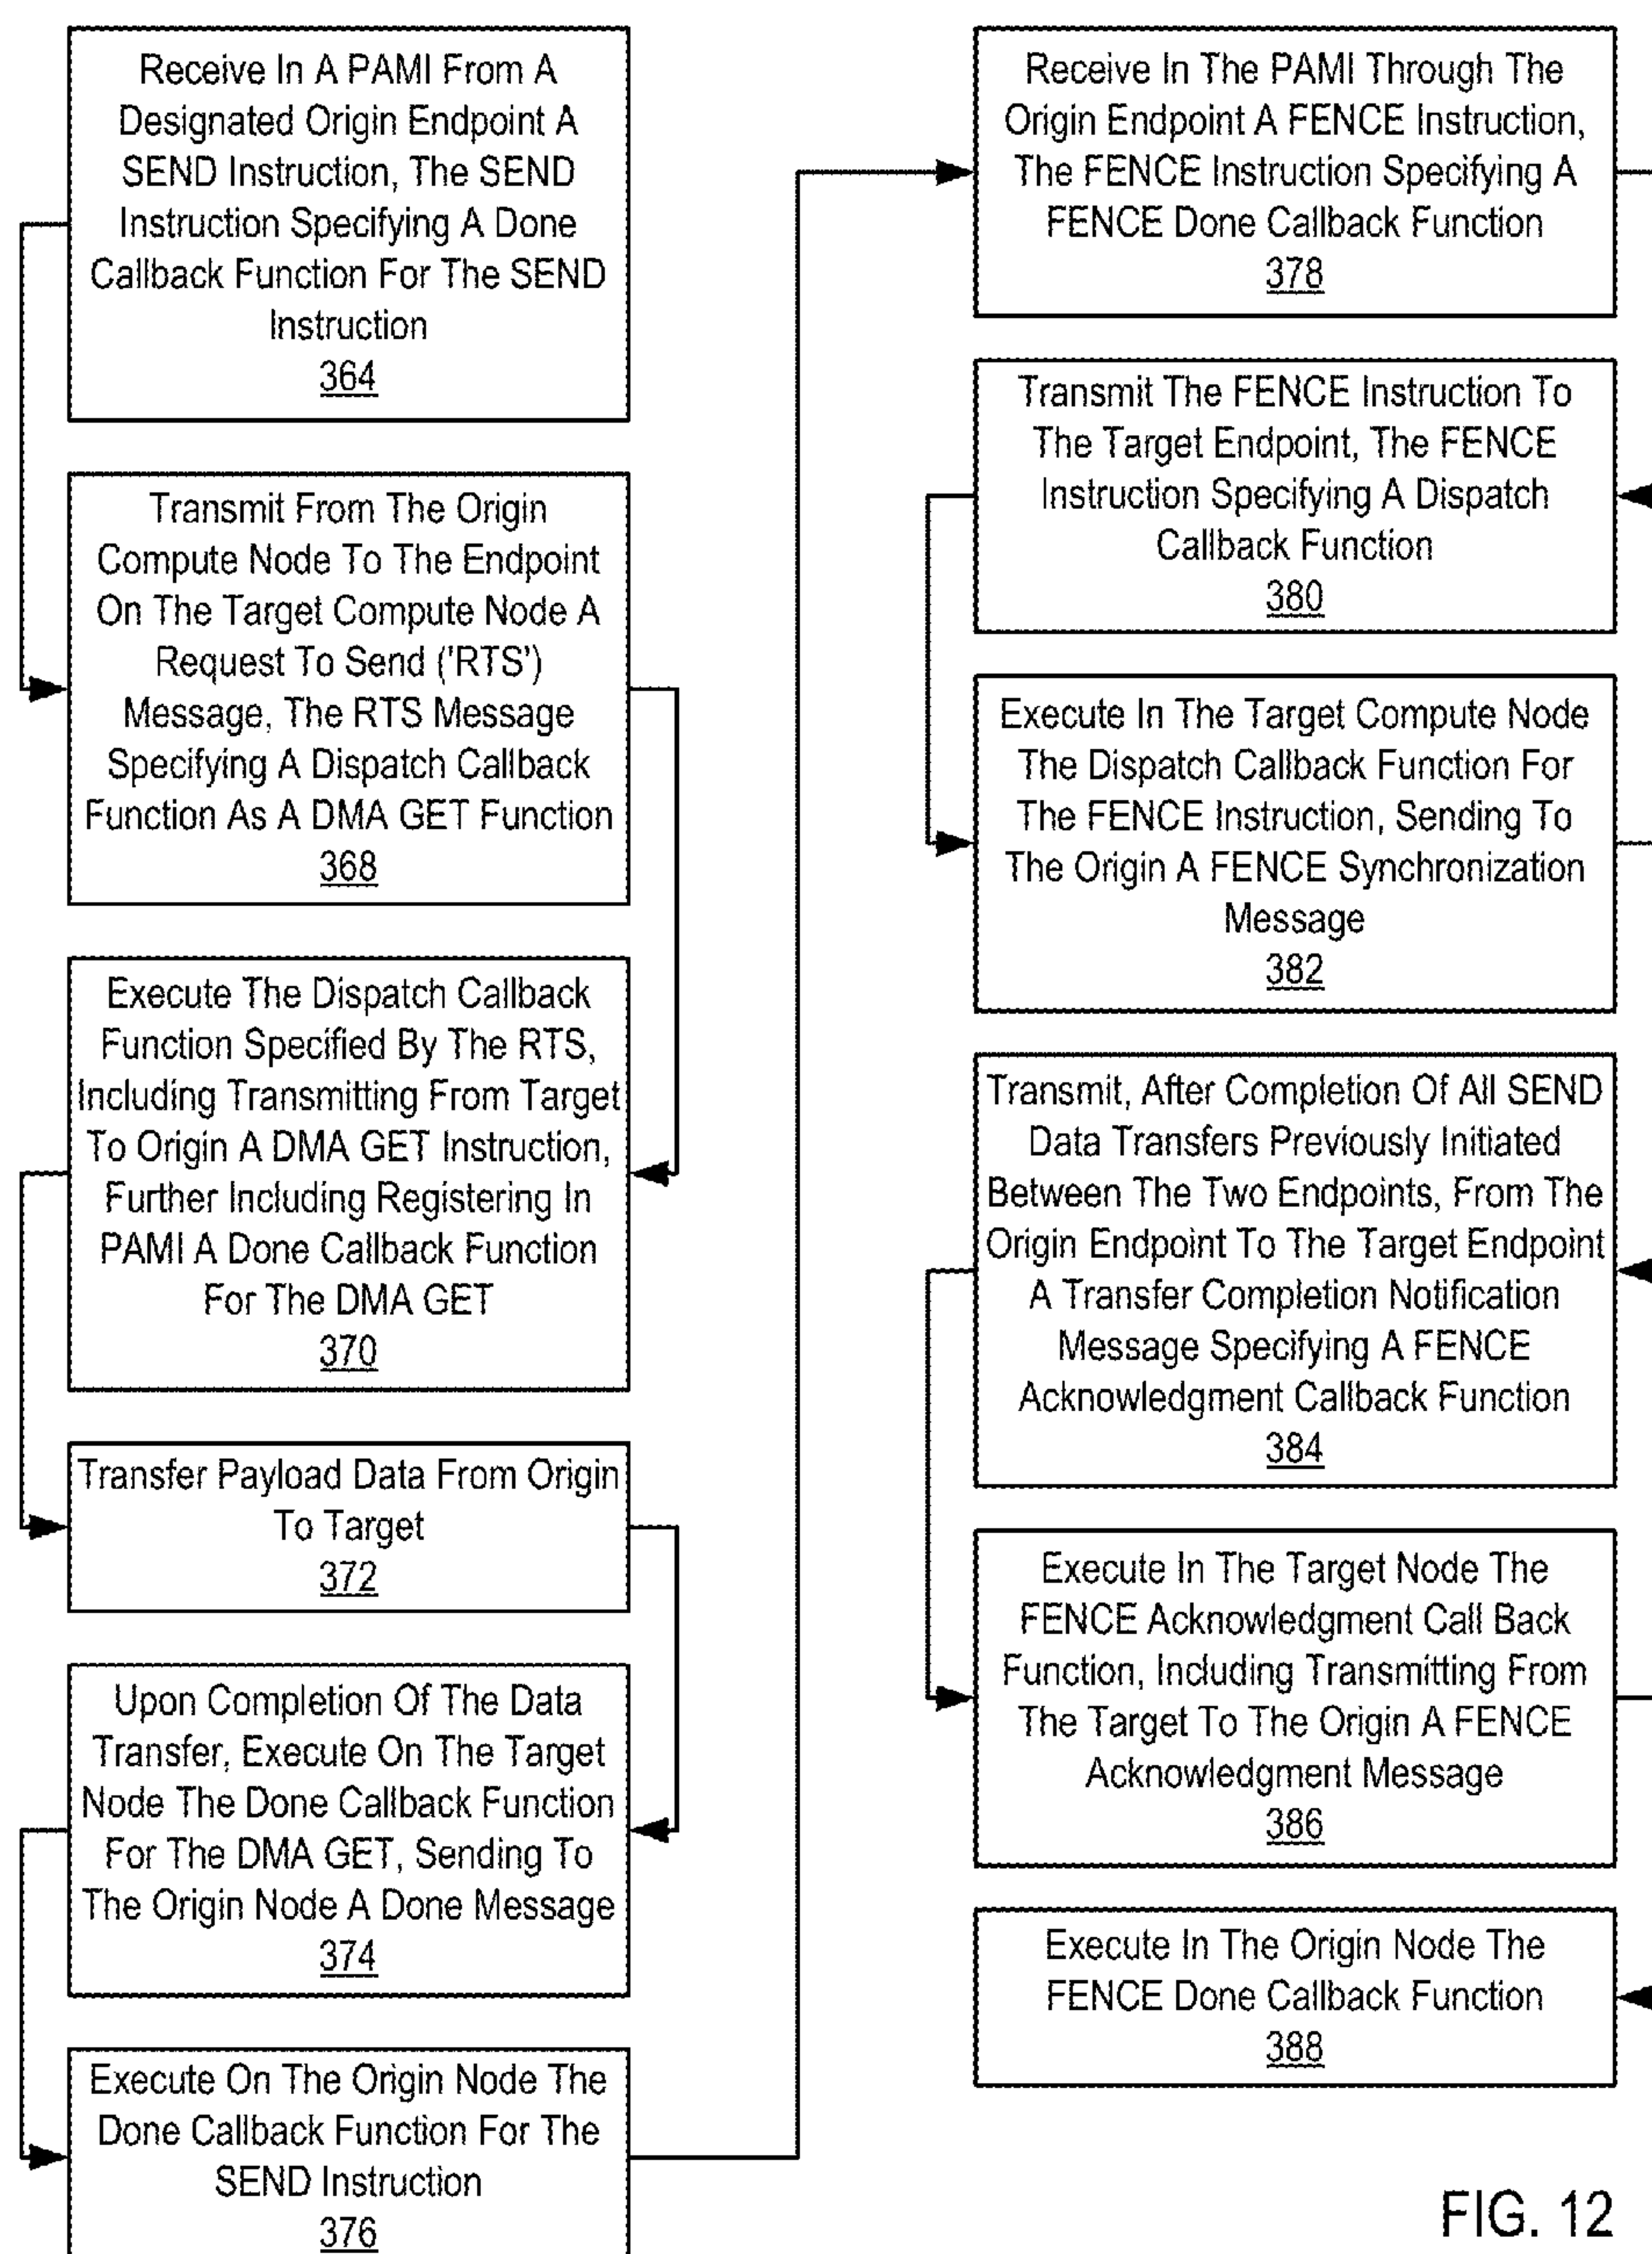 Receive In A PAMI From A
Designated Origin Endpoint A
SEND Instruction, The SEND
Instruction Specifying A Done
Callback Function For The SEND
Instruction
364
Transmit From The Origin
Compute Node To The Endpoint
On The Target Compute Node A
Request To Send ('RTS')
Message, The RTS Message
Specifying A Dispatch Callback
Function As A DMA GET Function
368
Execute The Dispatch Callback
Function Specified By The RTS,
Including Transmitting From Target
To Origin A DMA GET Instruction,
Further Including Registering In
PAMI A Done Callback Function
For The DMA GET
370
Transfer Payload Data From Origin
To Target
372
Upon Completion Of The Data
Transfer, Execute On The Target
Node The Done Callback Function
For The DMA GET, Sending To
The Origin Node A Done Message
374
Execute On The Origin Node The
Done Callback Function For The
SEND Instruction
376
Receive In The PAMI Through The
Origin Endpoint A FENCE Instruction,
The FENCE Instruction Specifying A
FENCE Done Callback Function
378
Transmit The FENCE Instruction To
The Target Endpoint, The FENCE
Instruction Specifying A Dispatch
Callback Function
380
Execute In The Target Compute Node
The Dispatch Callback Function For
The FENCE Instruction, Sending To
The Origin A FENCE Synchronization
Message
382
Transmit, After Completion Of All SEND
Data Transfers Previously Initiated
Between The Two Endpoints, From The
Origin Endpoint To The Target Endpoint
A Transfer Completion Notification
Message Specifying A FENCE
Acknowledgment Callback Function
384
Execute In The Target Node The
FENCE Acknowledgment Call Back
Function, Including Transmitting From
The Target To The Origin A FENCE
Acknowledgment Message
386
Execute In The Origin Node The
FENCE Done Callback Function
388
FIG. 12